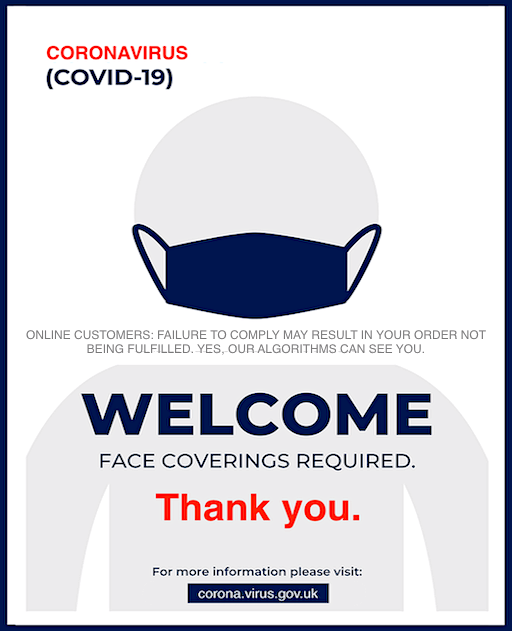 CORONAVIRUS
(COVID-19)
ONLINE CUSTOMERS: FAILURE TO COMPLY MAY RESULT IN YOUR ORDER NOT
BEING FULFILLED. YES, OUR ALGORITHMS CAN SEE YOU.
WELCOME
FACE COVERINGS REQUIRED.
Thank you.
For more information please visit:
corona.virus.gov.uk